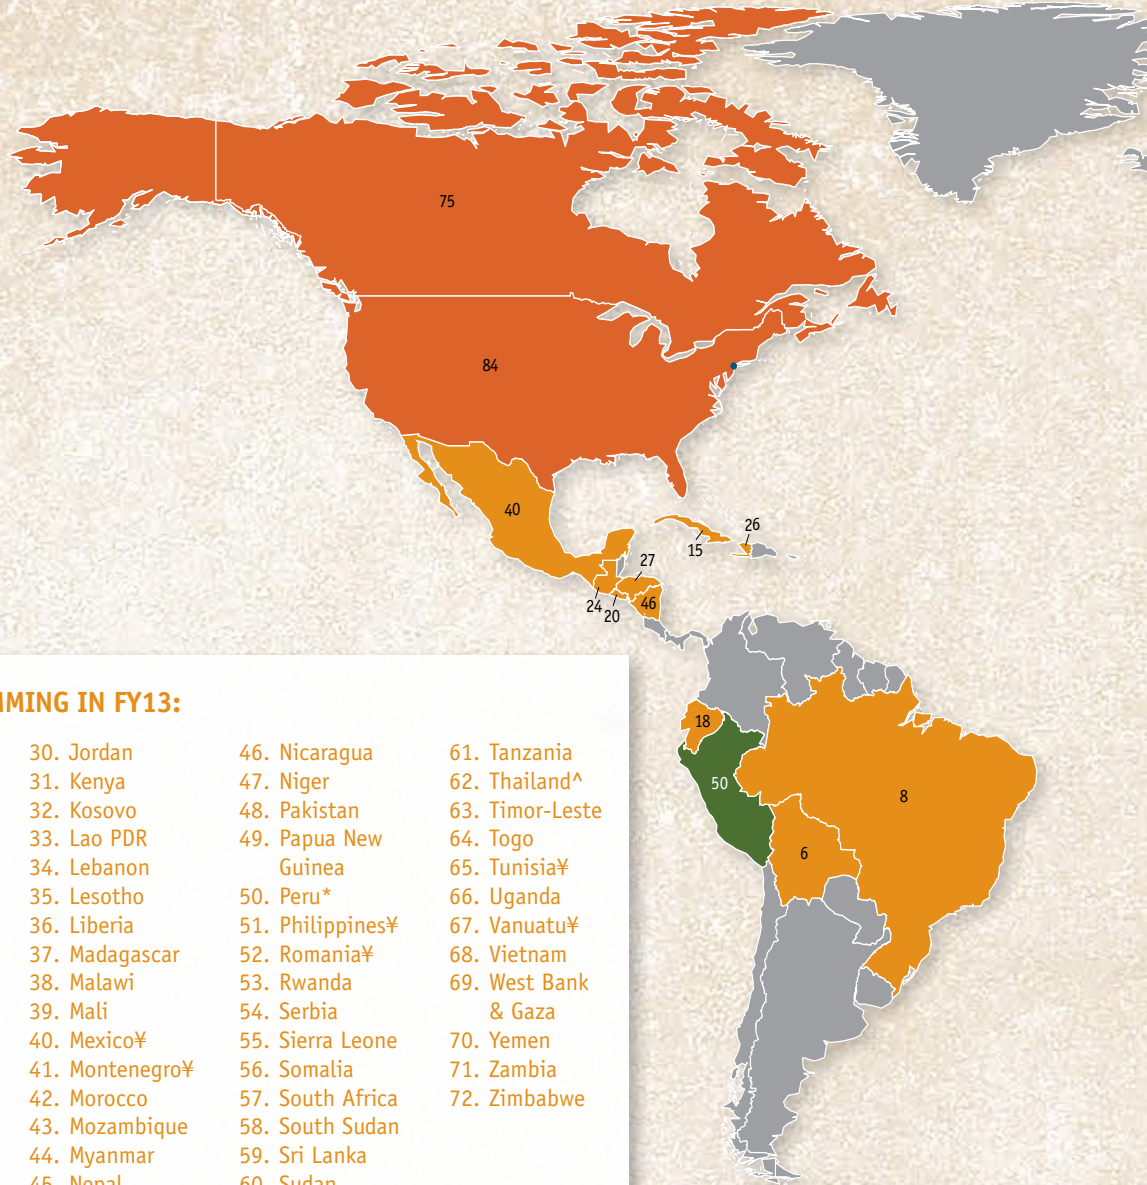 75
84
40
26
15
27
24
20
46
18
50
8
6
MMING IN FY13:
30. Jordan
31. Kenya
32. Kosovo
33. Lao PDR
34. Lebanon
35. Lesotho
36. Liberia
37. Madagascar
38. Malawi
39. Mali
40. Mexico¥
41. Montenegro¥
42. Morocco
43. Mozambique
44. Myanmar
45. Nepal
46. Nicaragua
47. Niger
48. Pakistan
49. Papua New
Guinea
50. Peru*
51. Philippines¥
52. Romania¥
53. Rwanda
54. Serbia
55. Sierra Leone
56. Somalia
57. South Africa
58. South Sudan
59. Sri Lanka
60. Sudan
61. Tanzania
62. Thailand^
63. Timor-Leste
64. Togo
65. Tunisia¥
66. Uganda
67. Vanuatu¥
68. Vietnam
69. West Bank
& Gaza
70. Yemen
71. Zambia
72. Zimbabwe